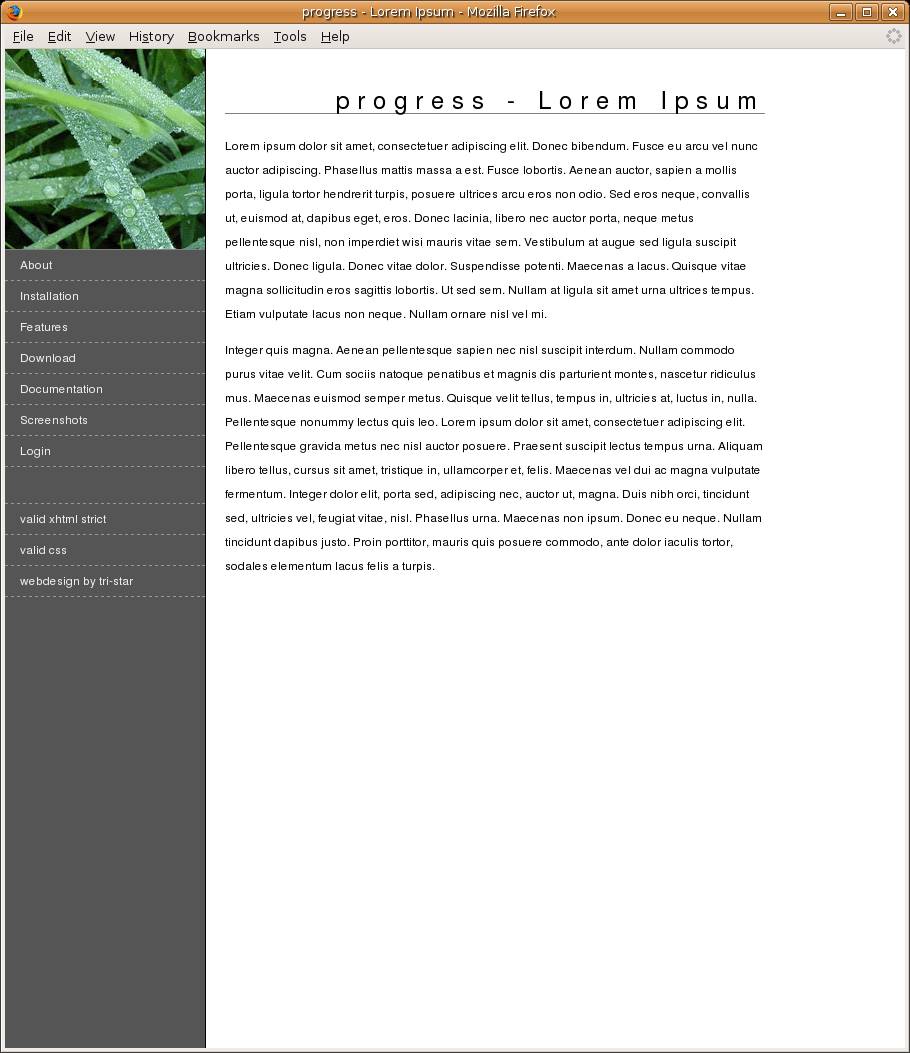 progress - Lorem Ipsum - Mozilla Firefox
File Edit View History Bookmarks Tools Help
About
Installation
Features
Download
Documentation
Screenshots
Login
valid xhtml strict
valid css
webdesign by tri-star
progress - Lorem Ipsum
Lorem ipsum dolor sit amet, consectetuer adipiscing elit. Donec bibendum. Fusce eu arcu vel nunc
auctor adipiscing. Phasellus mattis massa a est. Fusce lobortis. Aenean auctor, sapien a mollis
porta, ligula tortor hendrerit turpis, posuere ultrices arcu eros non odio. Sed eros neque, convallis
ut, euismod at, dapibus eget, eros. Donec lacinia, libero nec auctor porta, neque metus
pellentesque nisl, non imperdiet wisi mauris vitae sem. Vestibulum at augue sed ligula suscipit
ultricies. Donec ligula. Donec vitae dolor. Suspendisse potenti. Maecenas a lacus. Quisque vitae
magna sollicitudin eros sagittis lobortis. Ut sed sem. Nullam at ligula sit amet urna ultrices tempus.
Etiam vulputate lacus non neque. Nullam ornare nisl vel mi.
Integer quis magna. Aenean pellentesque sapien nec nisl suscipit interdum. Nullam commodo
purus vitae velit. Cum sociis natoque penatibus et magnis dis parturient montes, nascetur ridiculus
mus. Maecenas euismod semper metus. Quisque velit tellus, tempus in, ultricies at, luctus in, nulla.
Pellentesque nonummy lectus quis leo. Lorem ipsum dolor sit amet, consectetuer adipiscing elit.
Pellentesque gravida metus nec nisl auctor posuere. Praesent suscipit lectus tempus urna. Aliquam
libero tellus, cursus sit amet, tristique in, ullamcorper et, felis. Maecenas vel dui ac magna vulputate
fermentum. Integer dolor elit, porta sed, adipiscing nec, auctor ut, magna. Duis nibh orci, tincidunt
sed, ultricies vel, feugiat vitae, nisl. Phasellus urna. Maecenas non ipsum. Donec eu neque. Nullam
tincidunt dapibus justo. Proin porttitor, mauris quis posuere commodo, ante dolor iaculis tortor,
sodales elementum lacus felis a turpis.